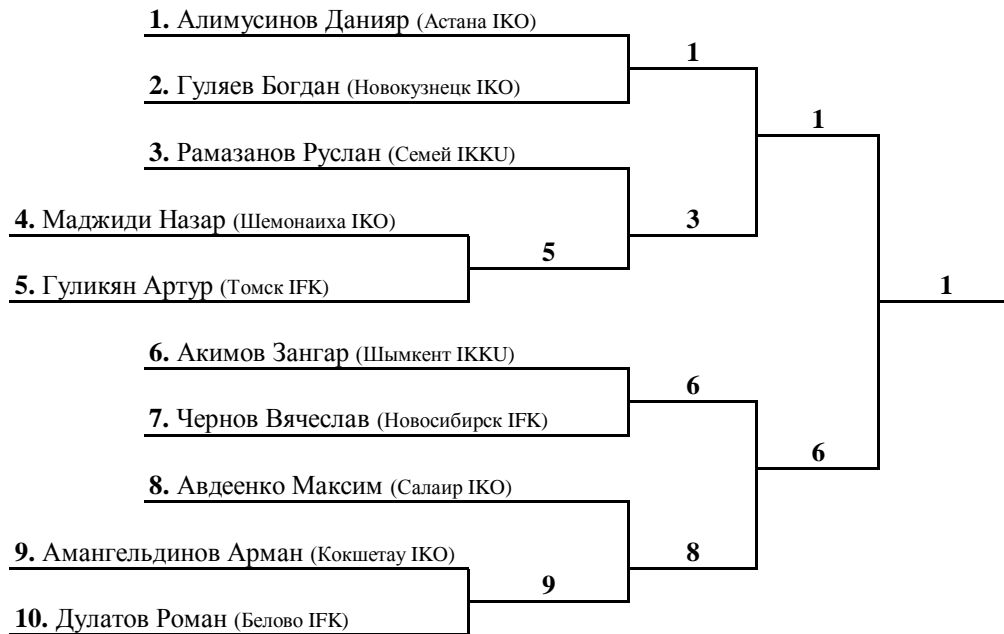 1. Алимусинов Данияр (Астана IKO)
1
2. Гуляев Богдан (Новокузнецк IKO)
1
3. Рамазанов Руслан (Семей IKKU)
4. Маджиди Назар (Шемонаиха IKO)
3
5
5. Гуликян Артур (Томск IFK)
1
6. Акимов Зангар (Шымкент IKKU)
6
7. Чернов Вячеслав (Новосибирск IFK)
6
8. Авдеенко Максим (Салаир IKO)
9. Амангельдинов Арман (Кокшетау IKO)
8
9
10. Дулатов Роман (Белово IFK)